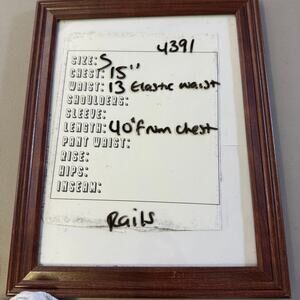 4391
SIZE: S
CHEST: 15"
WAIST: 13 Elastic waist
SHOULDERS:
SLEEVE:
LENGTH: 40" from chest
PANT WAIST:
RISE:
HIPS:
INSEAM:
Rails